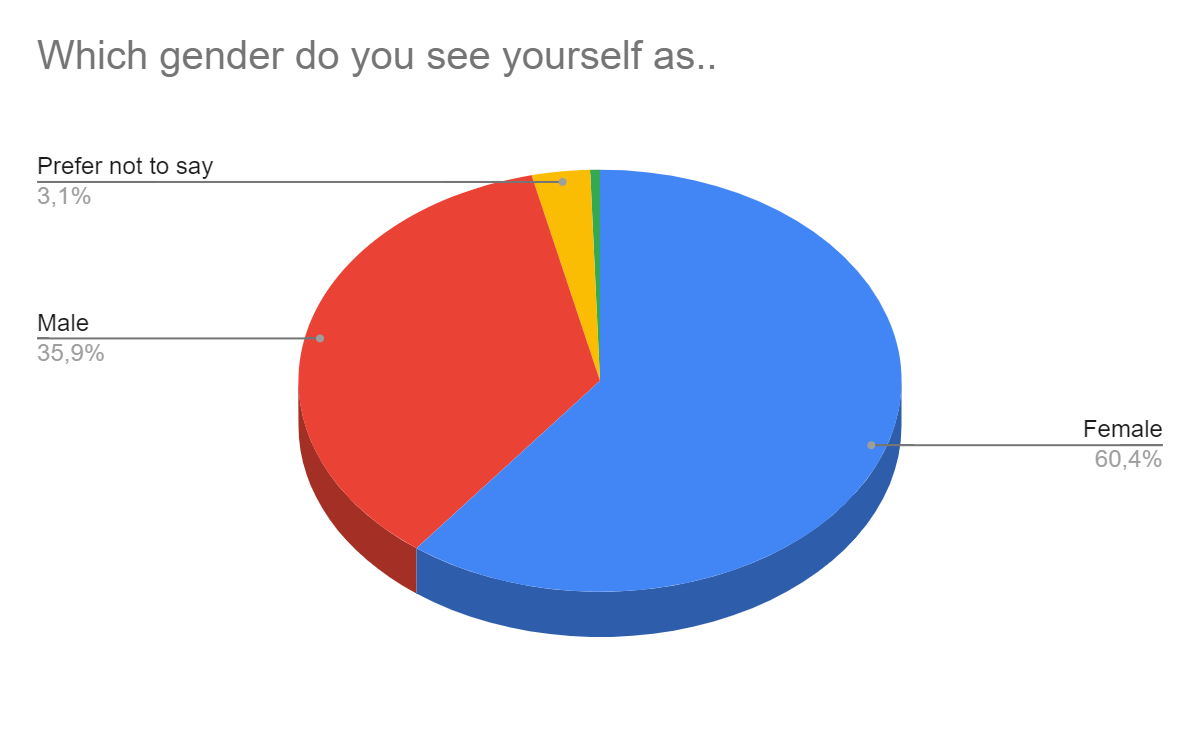 Which gender do you see yourself as..
Prefer not to say
3,1%
Male
35,9%
Female
60,4%